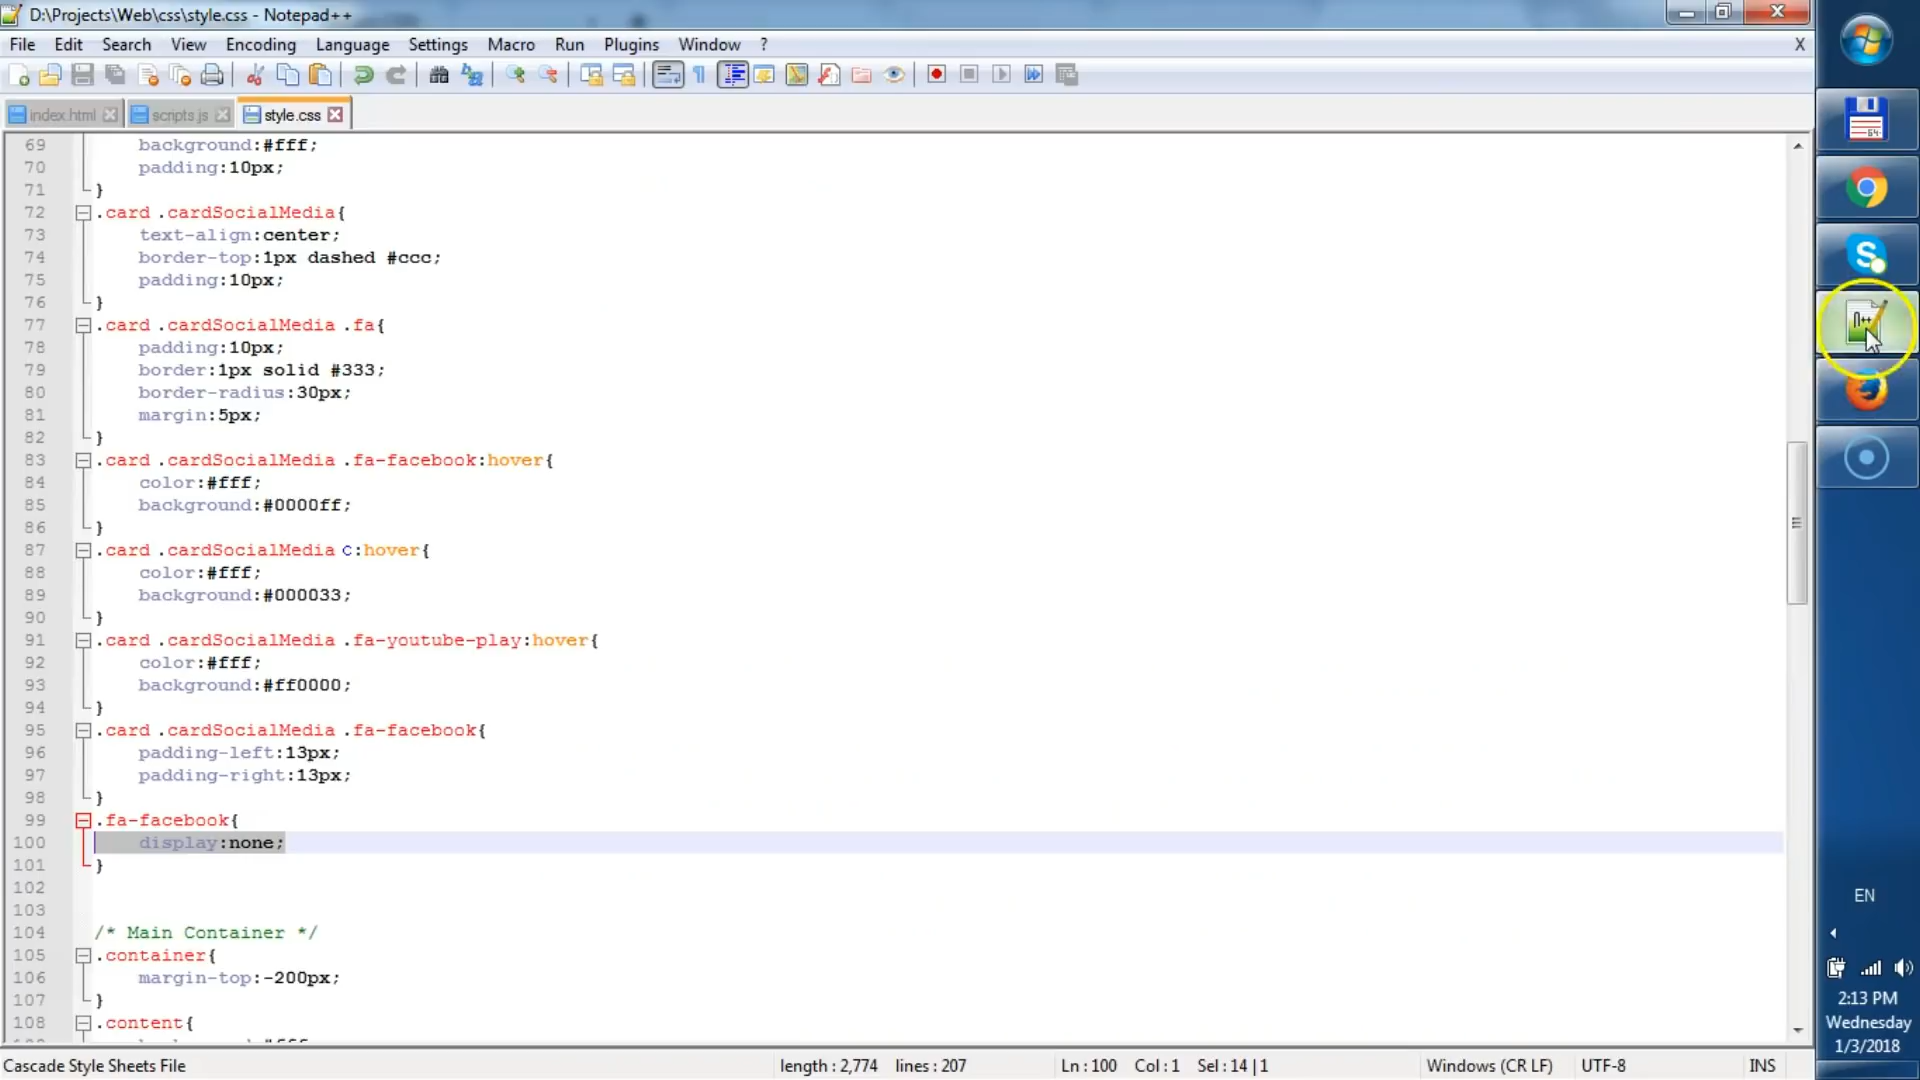 D:\Projects\Web\css\style.css - Notepad++
File Edit Search View Encoding Language Settings Macro Run Plugins Window ? X
index.html scripts.js style.css
69 background:#fff;
70 padding:10px;
71 }
72 .card .cardSocialMedia{
73 text-align:center;
74 border-top:1px dashed #ccc;
75 padding:10px;
76 }
77 .card .cardSocialMedia .fa{
78 padding:10px;
79 border:1px solid #333;
80 border-radius:30px;
81 margin:5px;
82 }
83 .card .cardSocialMedia .fa-facebook:hover{
84 color:#fff;
85 background:#0000ff;
86 }
87 .card .cardSocialMedia c:hover{
88 color:#fff;
89 background:#000033;
90 }
91 .card .cardSocialMedia .fa-youtube-play:hover{
92 color:#fff;
93 background:#ff0000;
94 }
95 .card .cardSocialMedia .fa-facebook{
96 padding-left:13px;
97 padding-right:13px;
98 }
99 .fa-facebook{
100 display:none;
101 }
102
103
104 /* Main Container */
105 .container{
106 margin-top:-200px;
107 }
108 .content{
Cascade Style Sheets File length : 2,774 lines : 207 Ln : 100 Col : 1 Sel : 14 | 1 Windows (CR LF) UTF-8 INS
EN
2:13 PM
Wednesday
1/3/2018